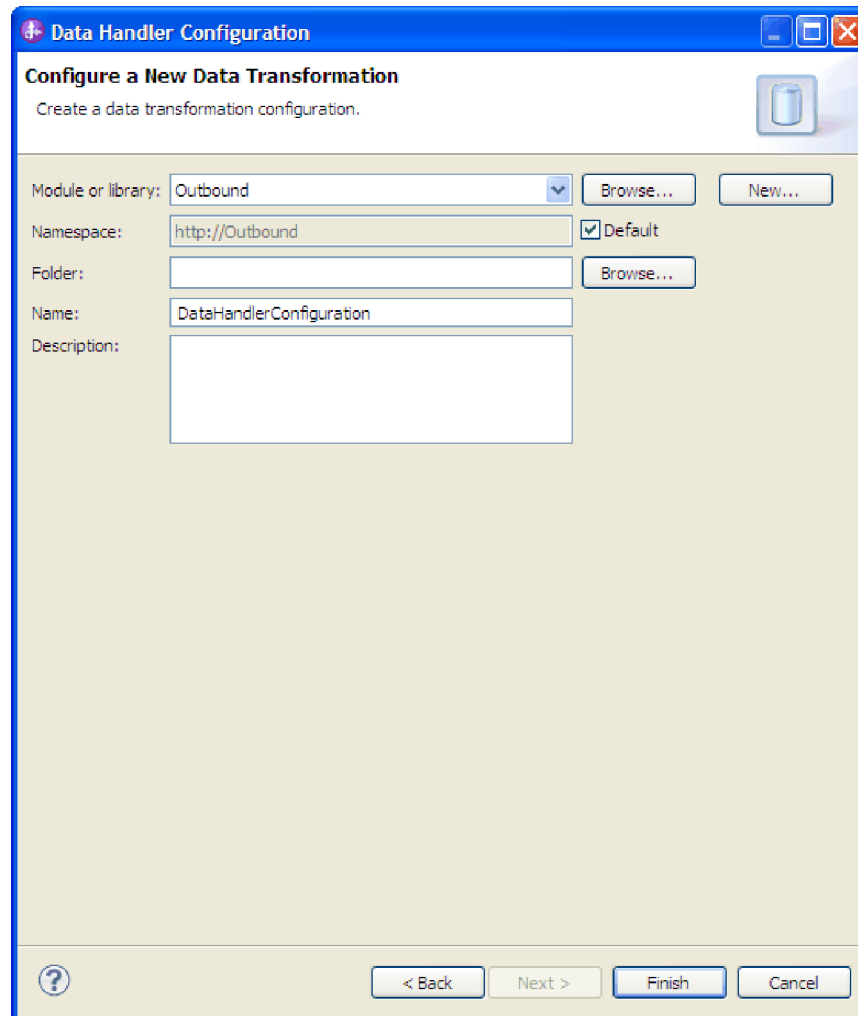 Data Handler Configuration
Configure a New Data Transformation
Create a data transformation configuration.
Module or library: Outbound Browse... New...
Namespace: http://Outbound Default
Folder: Browse...
Name: DataHandlerConfiguration
Description:
? < Back Next > Finish Cancel